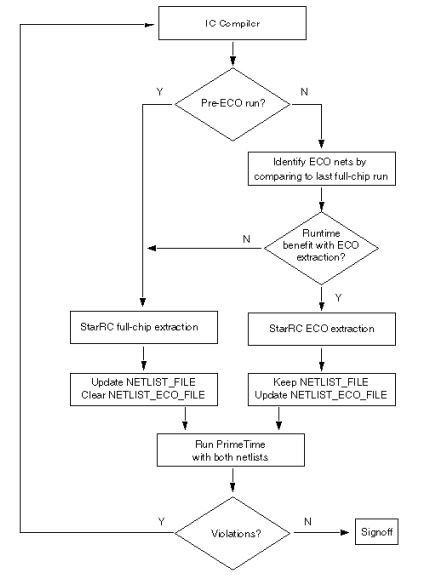 IC Compiler
Y
Pre-ECO run?
N
Identify ECO nets by
comparing to last full-chip run
N
Runtime
benefit with ECO
extraction?
Y
StarRC full-chip extraction
StarRC ECO extraction
Update NETLIST_FILE
Clear NETLIST_ECO_FILE
Keep NETLIST_FILE
Update NETLIST_ECO_FILE
Run PrimeTime
with both netlists
Y
Violations?
N
Signoff